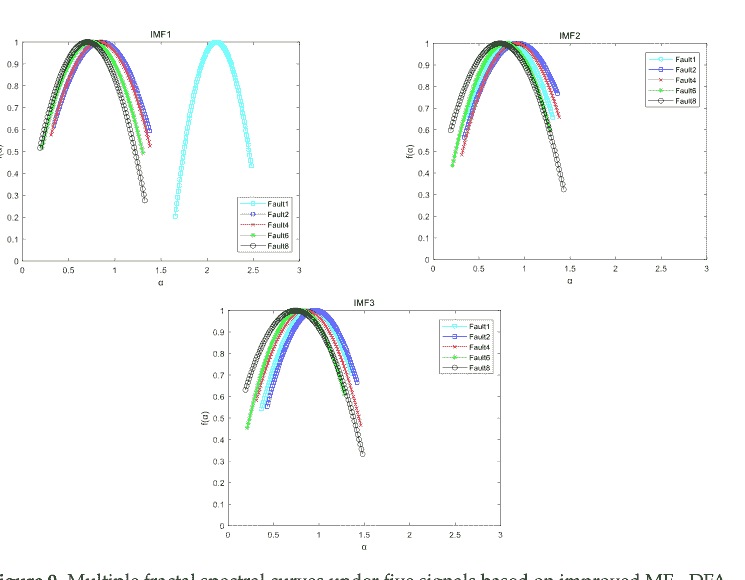 IMF1
1
0.9
0.8
0.7
0.6
0.5
0.4
0.3
0.2
0.1
0
f(α)
0 0.5 1 1.5 2 2.5 3
α
Fault1
Fault2
Fault4
Fault6
Fault8
IMF2
1
0.9
0.8
0.7
0.6
0.5
0.4
0.3
0.2
0.1
0
f(α)
0 0.5 1 1.5 2 2.5 3
α
Fault1
Fault2
Fault4
Fault6
Fault8
IMF3
1
0.9
0.8
0.7
0.6
0.5
0.4
0.3
0.2
0.1
0
f(α)
0 0.5 1 1.5 2 2.5 3
α
Fault1
Fault2
Fault4
Fault6
Fault8
Figure 9. Multiple fractal spectral curves under five signals based on improved MF–DFA